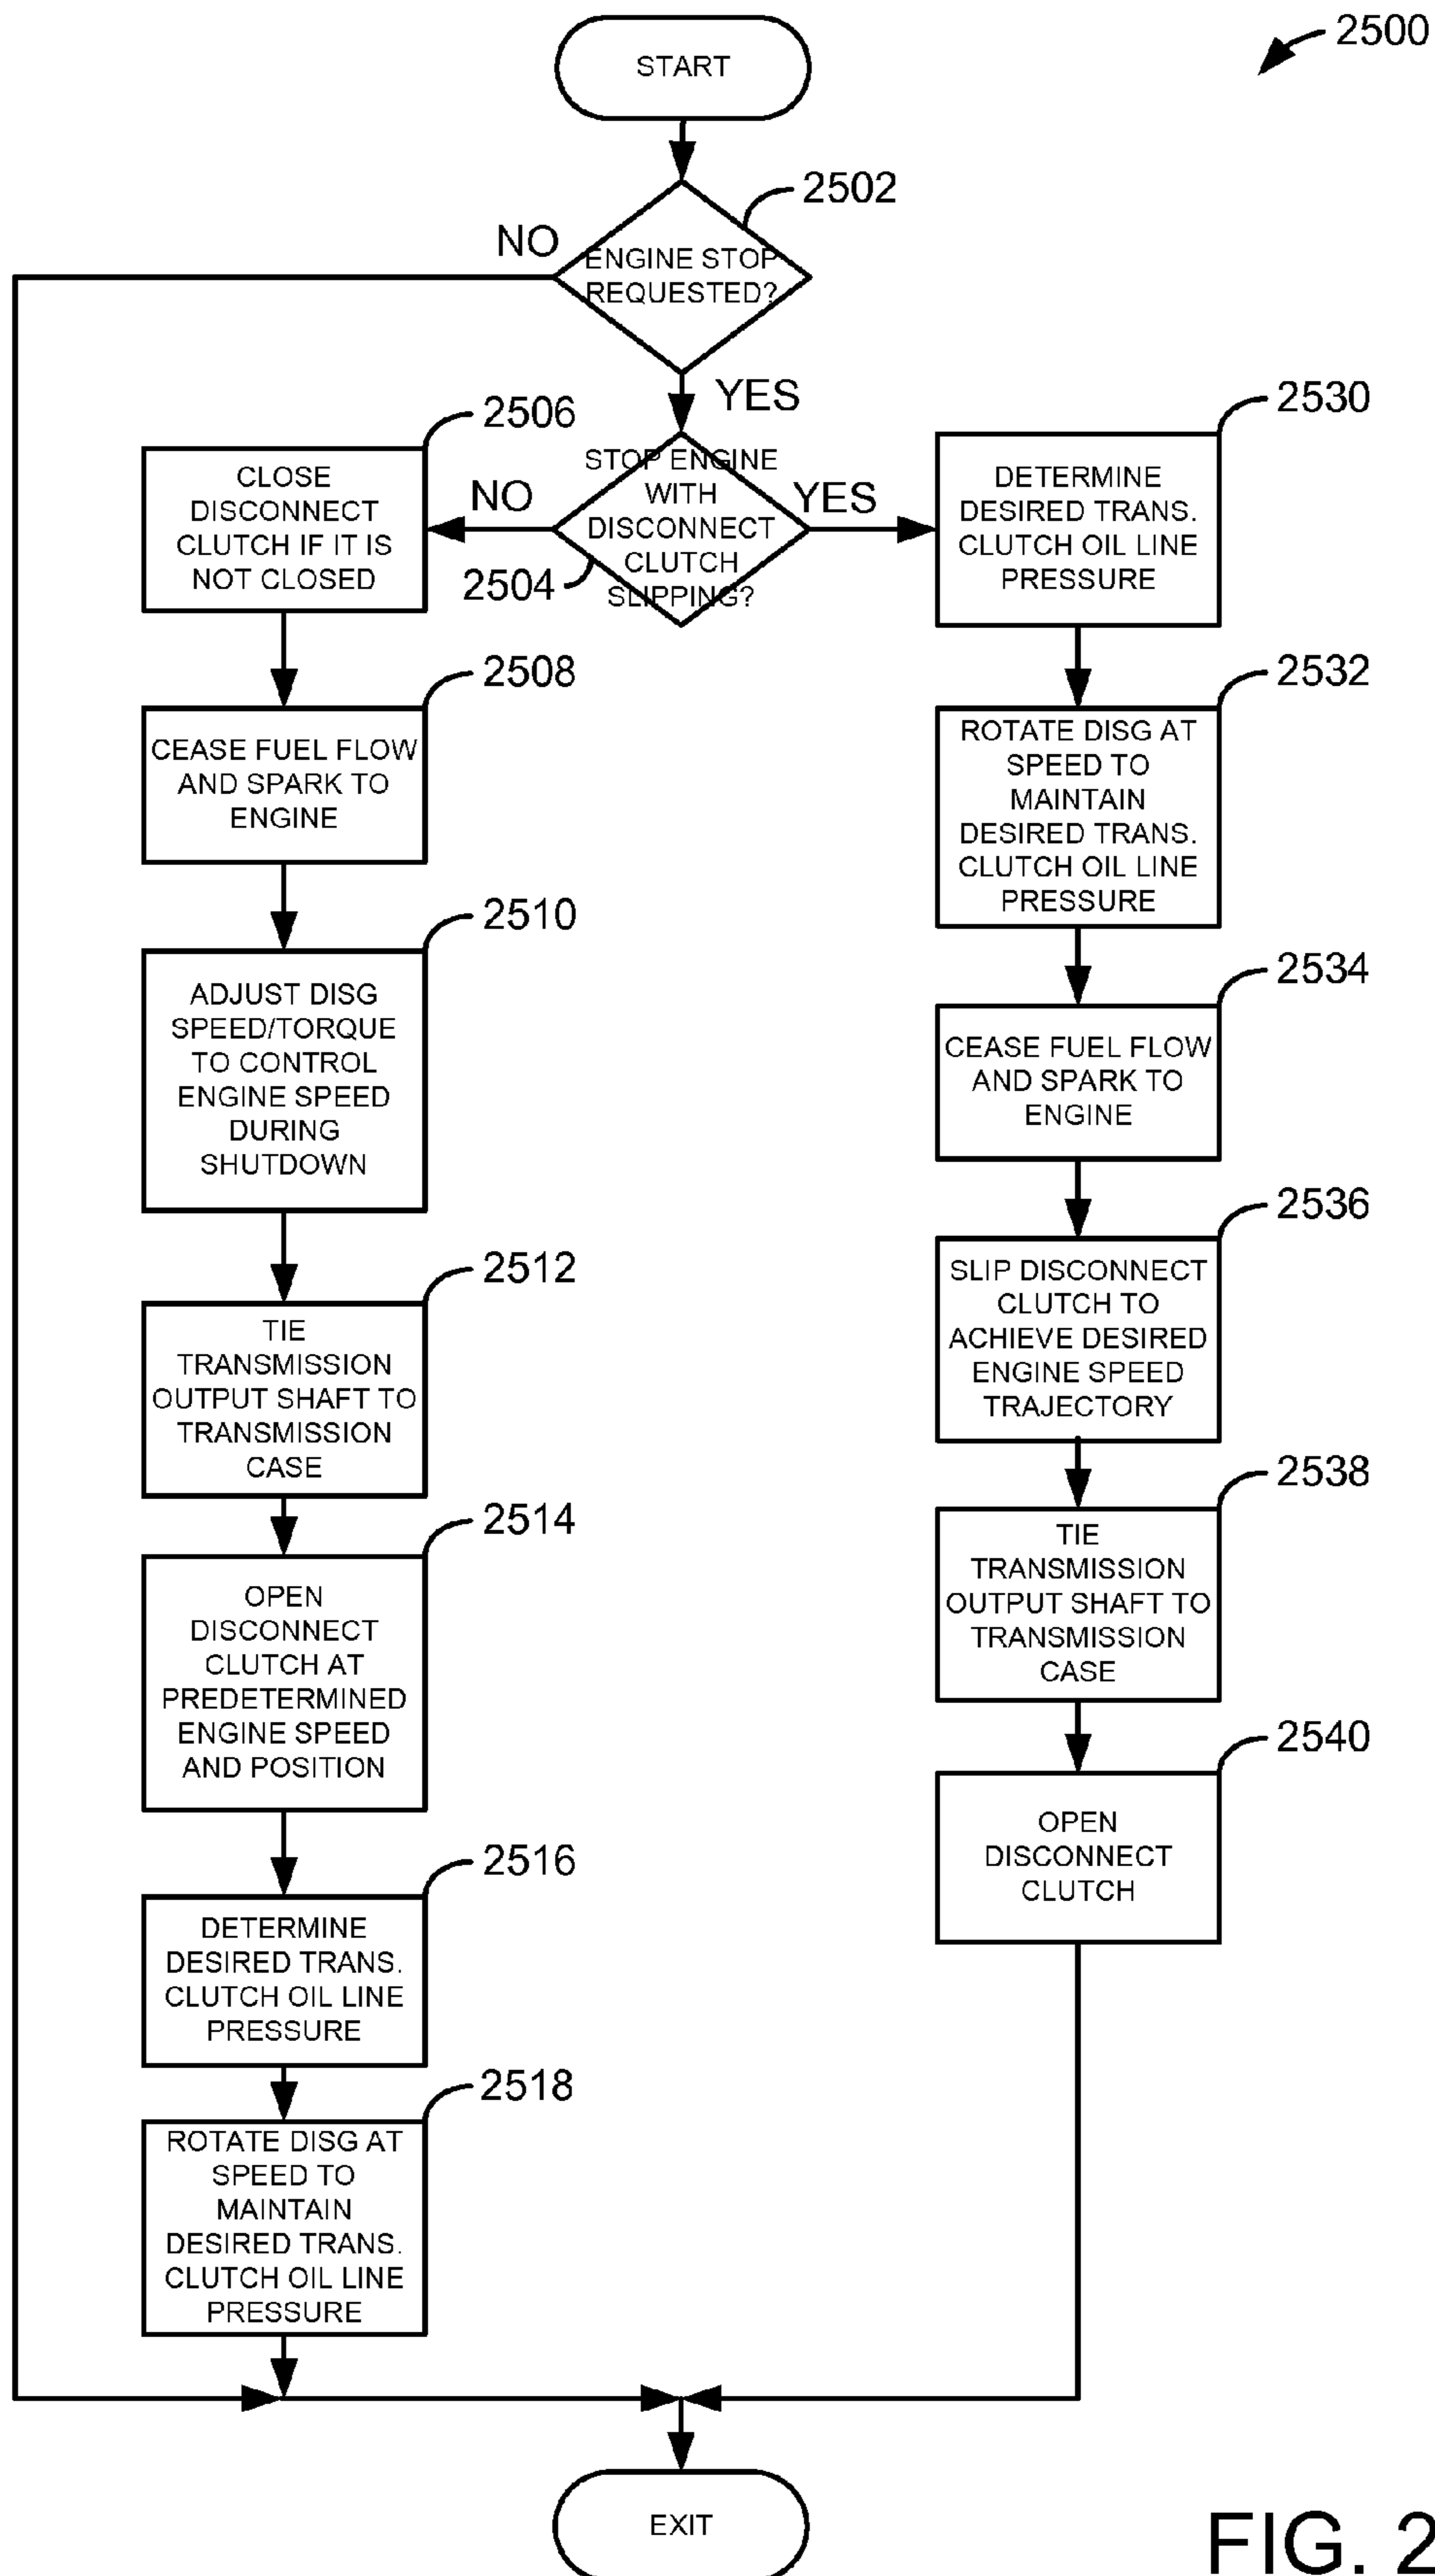 2500
START
2502
NO
ENGINE STOP
REQUESTED?
YES
2504
STOP ENGINE
WITH
DISCONNECT
CLUTCH
SLIPPING?
NO
YES
2506
CLOSE
DISCONNECT
CLUTCH IF IT IS
NOT CLOSED
2508
CEASE FUEL FLOW
AND SPARK TO
ENGINE
2510
ADJUST DISG
SPEED/TORQUE
TO CONTROL
ENGINE SPEED
DURING
SHUTDOWN
2512
TIE
TRANSMISSION
OUTPUT SHAFT TO
TRANSMISSION
CASE
2514
OPEN
DISCONNECT
CLUTCH AT
PREDETERMINED
ENGINE SPEED
AND POSITION
2516
DETERMINE
DESIRED TRANS.
CLUTCH OIL LINE
PRESSURE
2518
ROTATE DISG AT
SPEED TO
MAINTAIN
DESIRED TRANS.
CLUTCH OIL LINE
PRESSURE
2530
DETERMINE
DESIRED TRANS.
CLUTCH OIL LINE
PRESSURE
2532
ROTATE DISG AT
SPEED TO
MAINTAIN
DESIRED TRANS.
CLUTCH OIL LINE
PRESSURE
2534
CEASE FUEL FLOW
AND SPARK TO
ENGINE
2536
SLIP DISCONNECT
CLUTCH TO
ACHIEVE DESIRED
ENGINE SPEED
TRAJECTORY
2538
TIE
TRANSMISSION
OUTPUT SHAFT TO
TRANSMISSION
CASE
2540
OPEN
DISCONNECT
CLUTCH
EXIT
FIG. 2